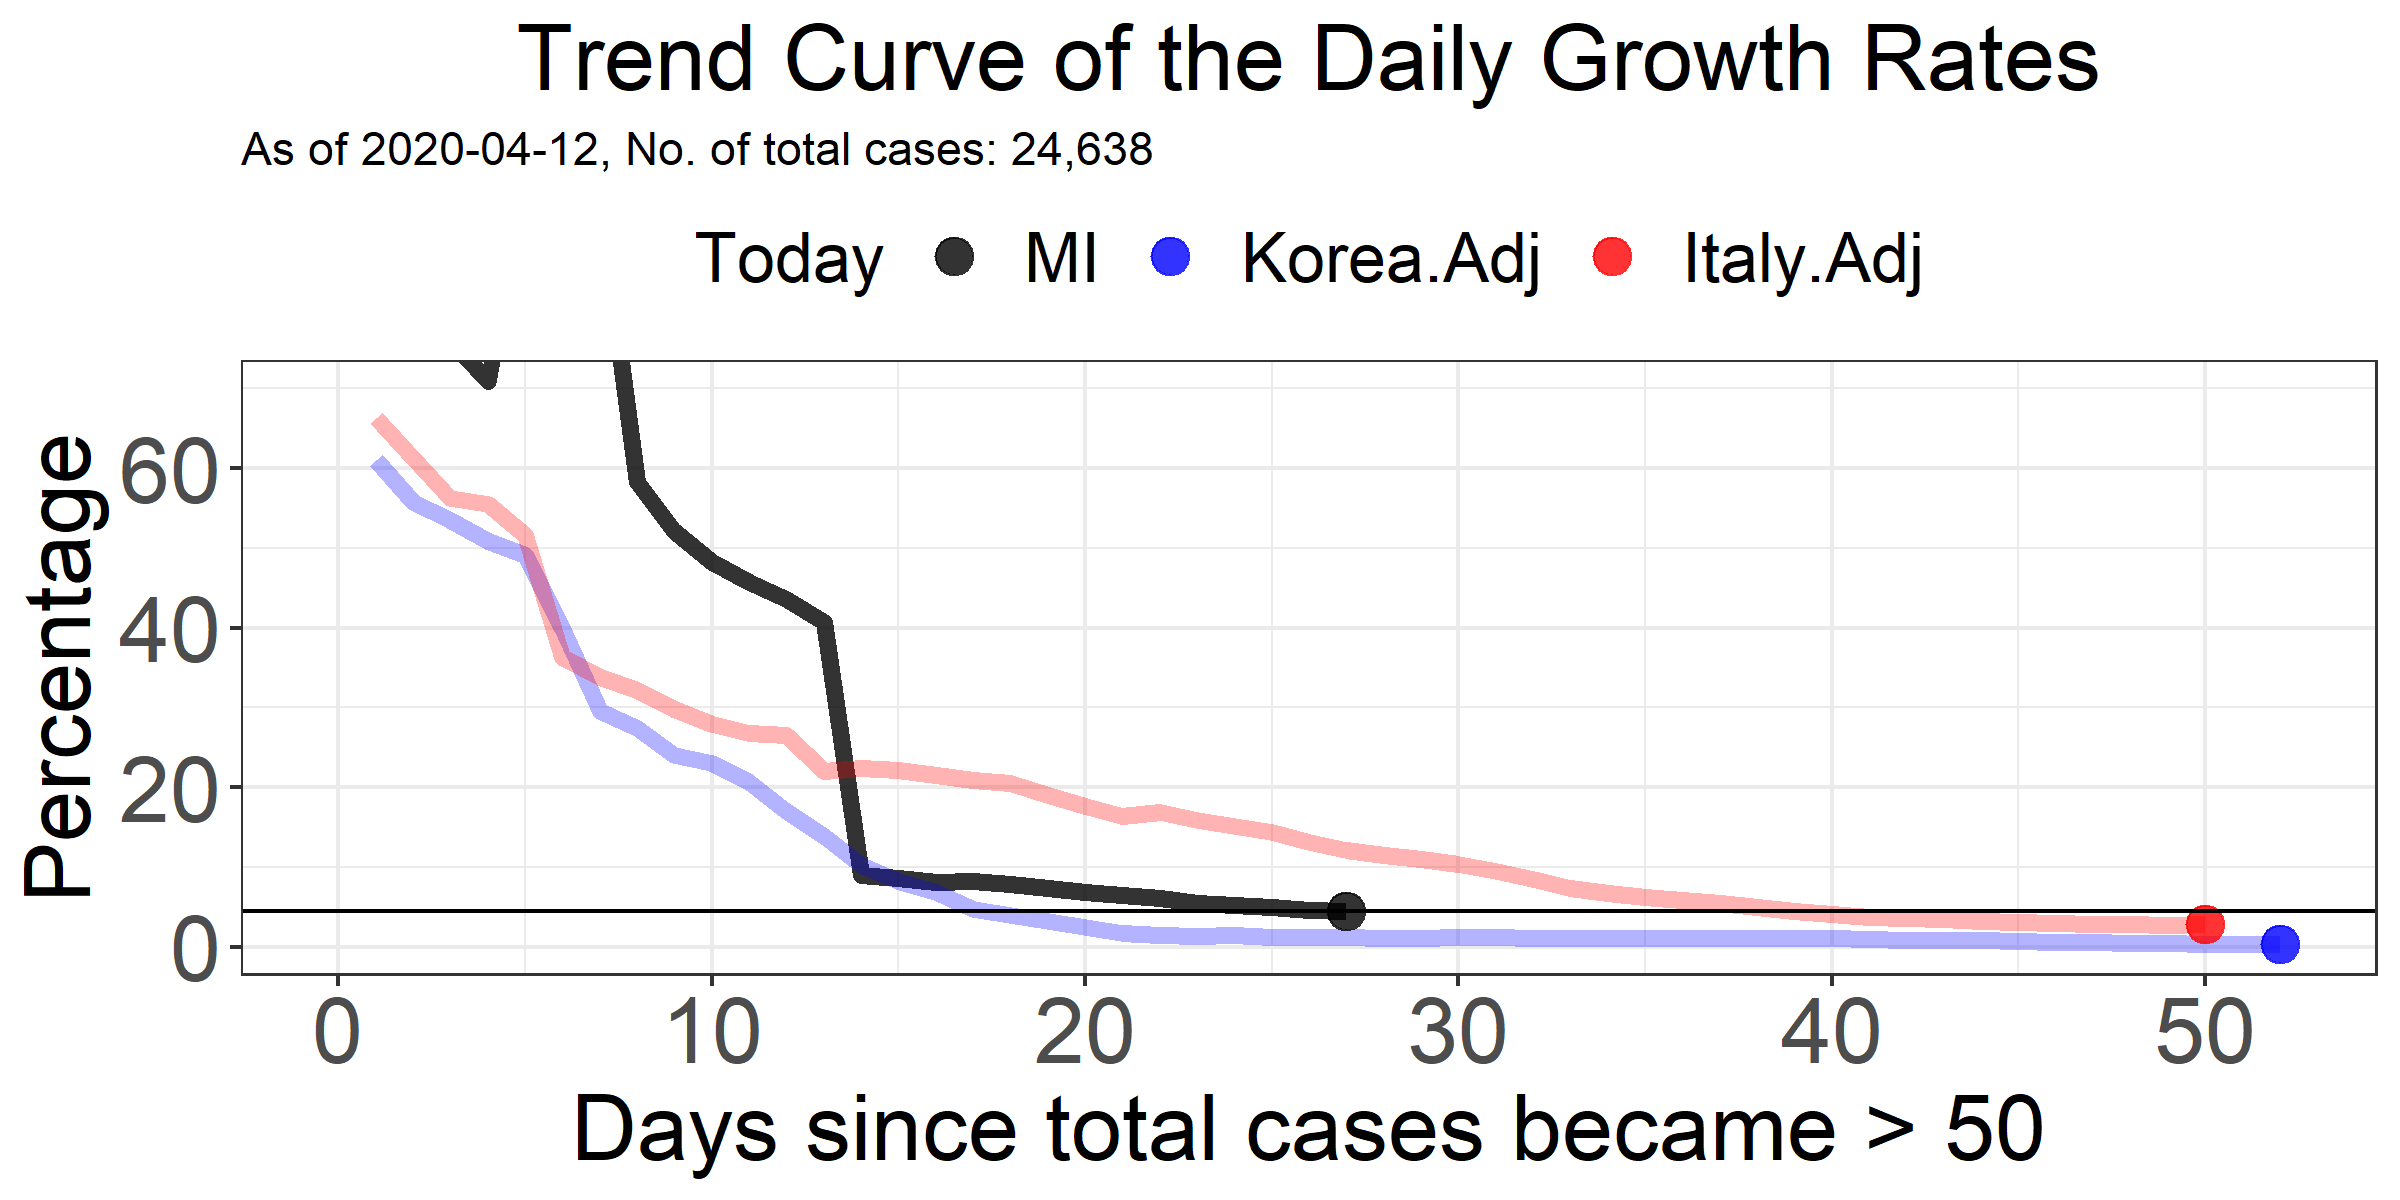 Trend Curve of the Daily Growth Rates
As of 2020-04-12, No. of total cases: 24,638
Today MI Korea.Adj Italy.Adj
Percentage
60
40
20
0
0 10 20 30 40 50
Days since total cases became > 50